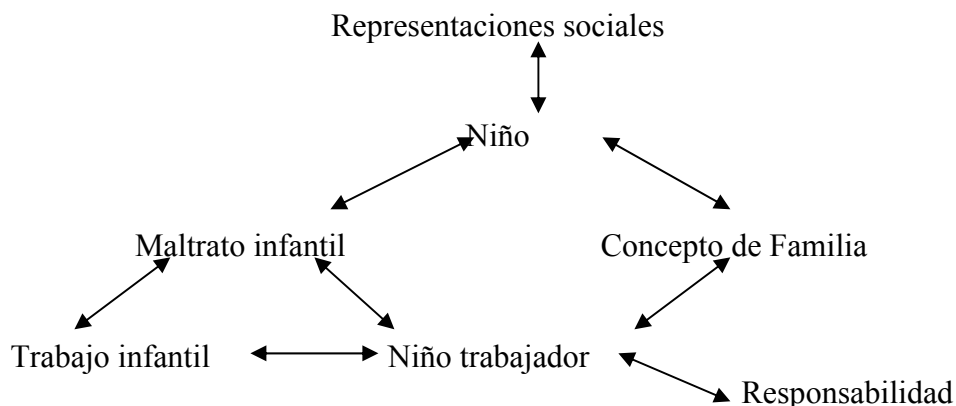 Representaciones sociales
Niño
Maltrato infantil
Concepto de Familia
Trabajo infantil
Niño trabajador
Responsabilidad